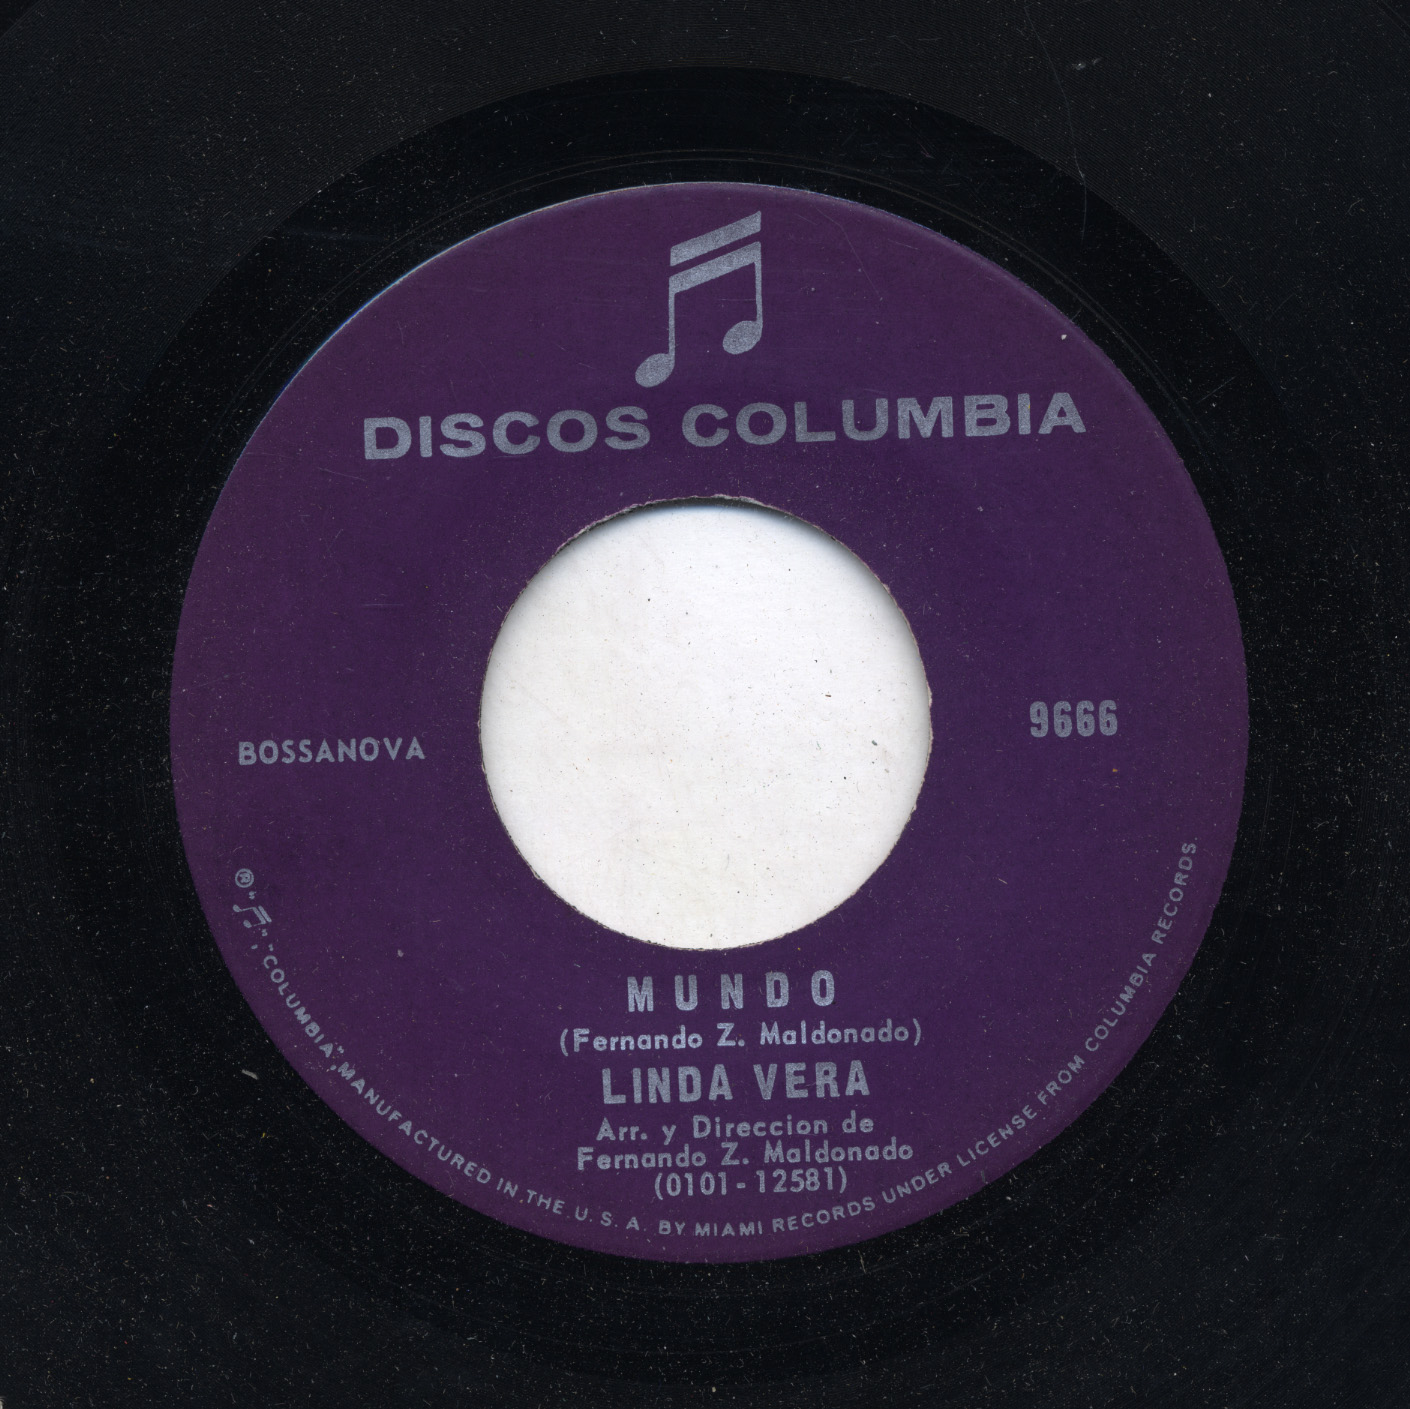 DISCOS COLUMBIA
BOSSANOVA
9666
MUNDO
(Fernando Z. Maldonado)
LINDA VERA
Arr. y Direccion de
Fernando Z. Maldonado
(0101-12581)
® "♫", "COLUMBIA", MANUFACTURED IN THE U. S. A. BY MIAMI RECORDS UNDER LICENSE FROM COLUMBIA RECORDS